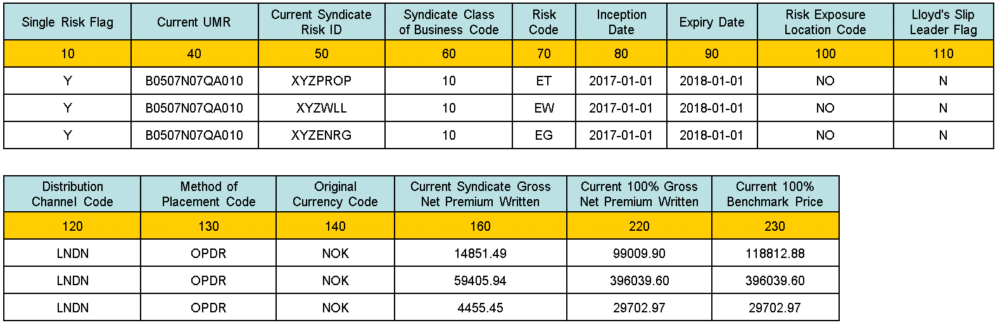 Single Risk Flag | Current UMR | Current Syndicate Risk ID | Syndicate Class of Business Code | Risk Code | Inception Date | Expiry Date | Risk Exposure Location Code | Lloyd's Slip Leader Flag
10 | 40 | 50 | 60 | 70 | 80 | 90 | 100 | 110
Y | B0507N07QA010 | XYZPROP | 10 | ET | 2017-01-01 | 2018-01-01 | NO | N
Y | B0507N07QA010 | XYZWLL | 10 | EW | 2017-01-01 | 2018-01-01 | NO | N
Y | B0507N07QA010 | XYZENRG | 10 | EG | 2017-01-01 | 2018-01-01 | NO | N
Distribution Channel Code | Method of Placement Code | Original Currency Code | Current Syndicate Gross Net Premium Written | Current 100% Gross Net Premium Written | Current 100% Benchmark Price
120 | 130 | 140 | 160 | 220 | 230
LNDN | OPDR | NOK | 14851.49 | 99009.90 | 118812.88
LNDN | OPDR | NOK | 59405.94 | 396039.60 | 396039.60
LNDN | OPDR | NOK | 4455.45 | 29702.97 | 29702.97